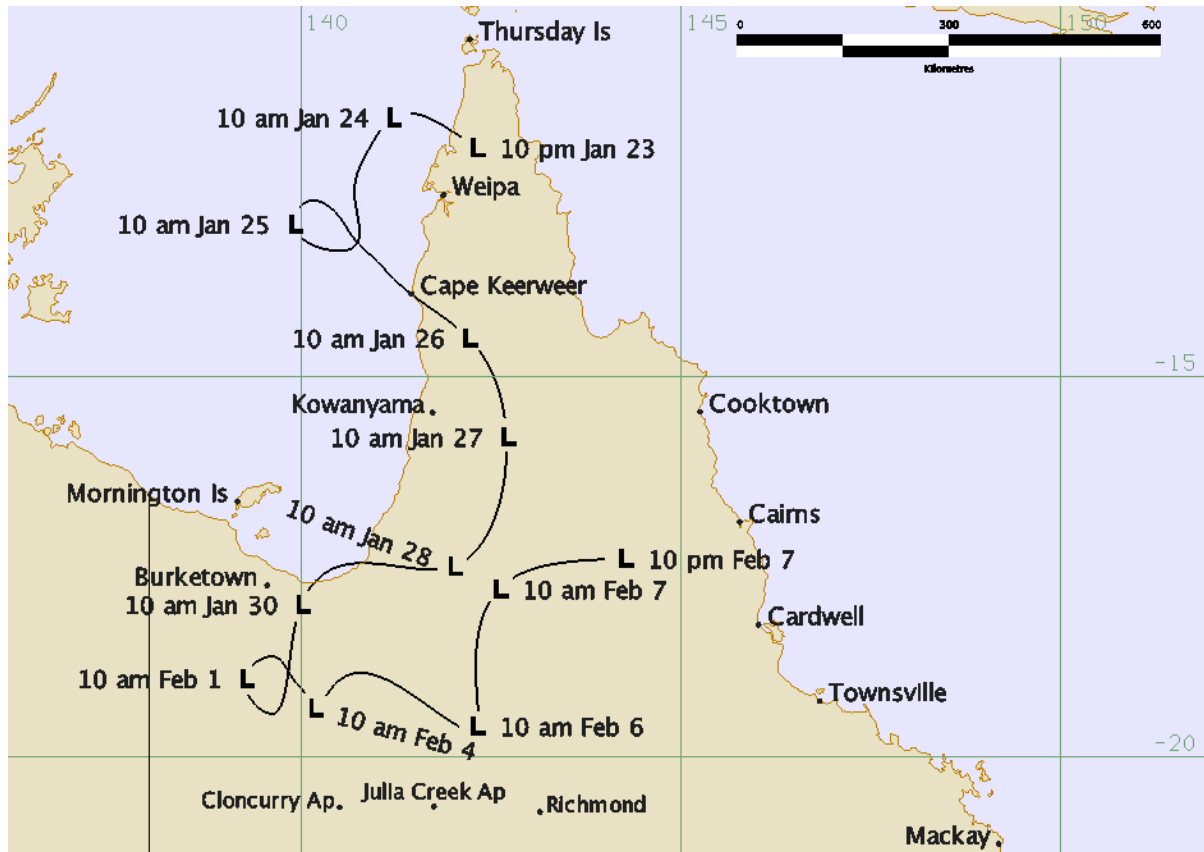 140
145
150
0
300
600
Kilometres
Thursday Is
10 am Jan 24
L
L
10 pm Jan 23
Weipa
10 am Jan 25
L
Cape Keerweer
10 am Jan 26
L
-15
Kowanyama
Cooktown
10 am Jan 27
L
Mornington Is
10 am Jan 28
L
Cairns
L
10 pm Feb 7
Burketown
L
10 am Feb 7
10 am Jan 30
L
Cardwell
10 am Feb 1
L
Townsville
L
10 am Feb 4
L
10 am Feb 6
-20
Cloncurry Ap.
Julia Creek Ap
Richmond
Mackay